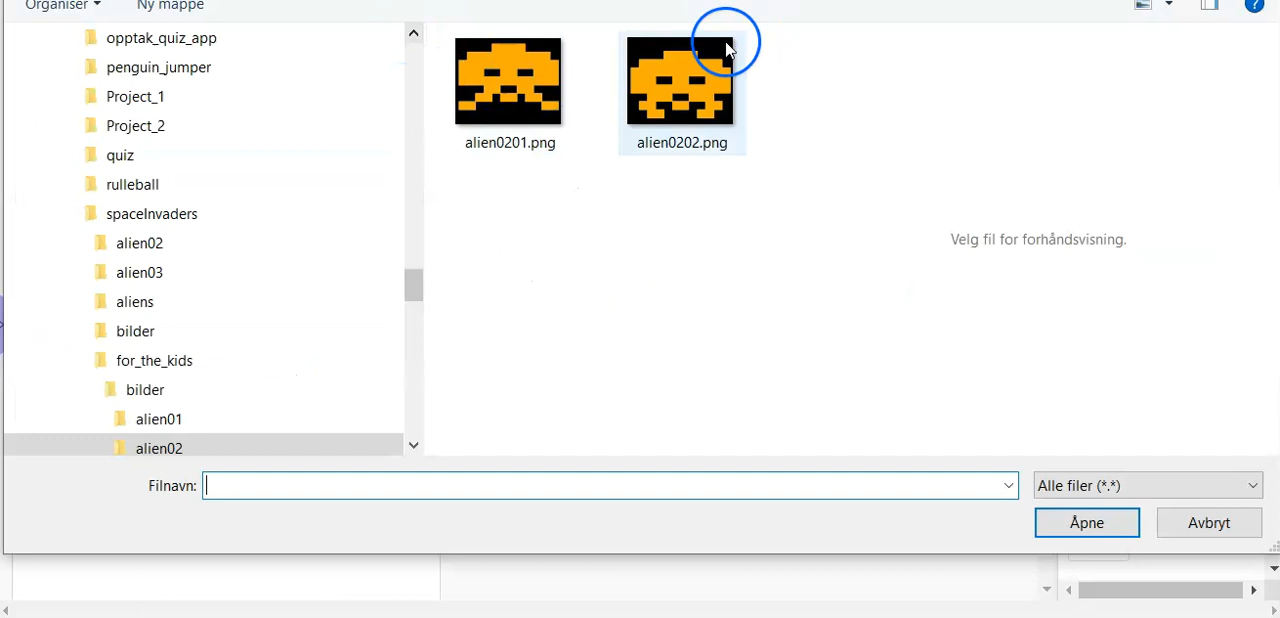 Organiser
Ny mappe
opptak_quiz_app
penguin_jumper
Project_1
Project_2
quiz
rulleball
spaceInvaders
alien02
alien03
aliens
bilder
for_the_kids
bilder
alien01
alien02
alien0201.png
alien0202.png
Velg fil for forhåndsvisning.
Filnavn:
Alle filer (*.*)
Åpne
Avbryt